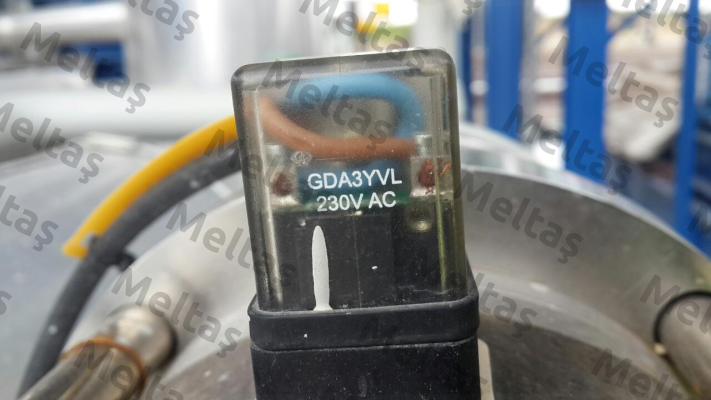 GDA3YVL
230V AC
Meltaş